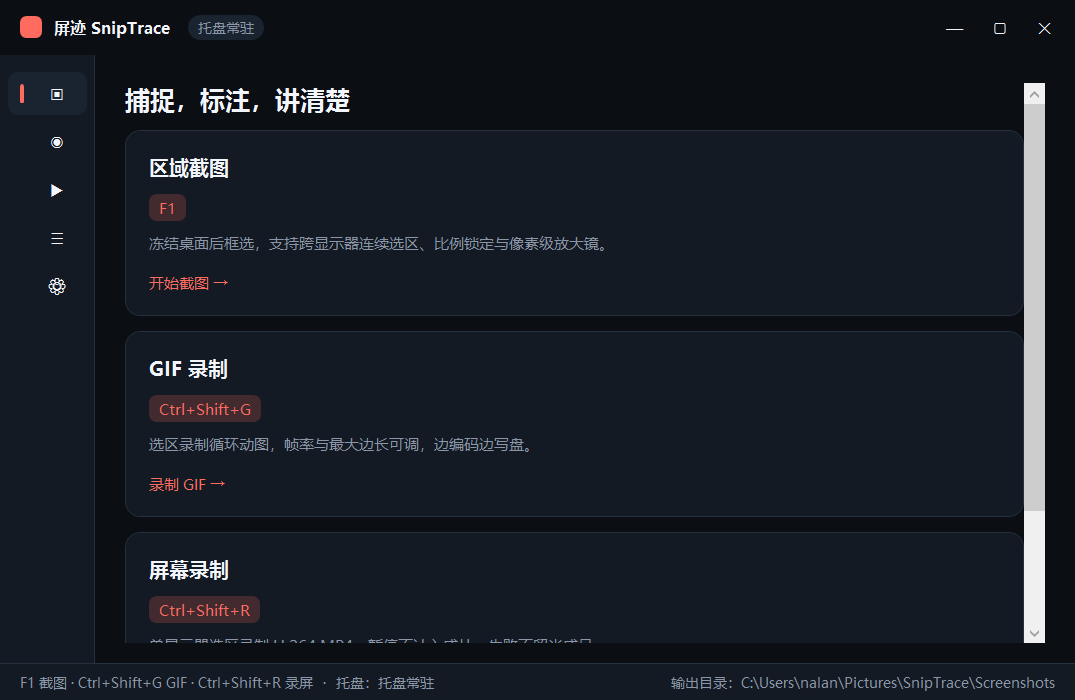 屏迹 SnipTrace 托盘常驻
捕捉，标注，讲清楚
区域截图
F1
冻结桌面后框选，支持跨显示器连续选区、比例锁定与像素级放大镜。
开始截图 →
GIF 录制
Ctrl+Shift+G
选区录制循环动图，帧率与最大边长可调，边编码边写盘。
录制 GIF →
屏幕录制
Ctrl+Shift+R
F1 截图 · Ctrl+Shift+G GIF · Ctrl+Shift+R 录屏 · 托盘：托盘常驻
输出目录：C:\Users\nalan\Pictures\SnipTrace\Screenshots